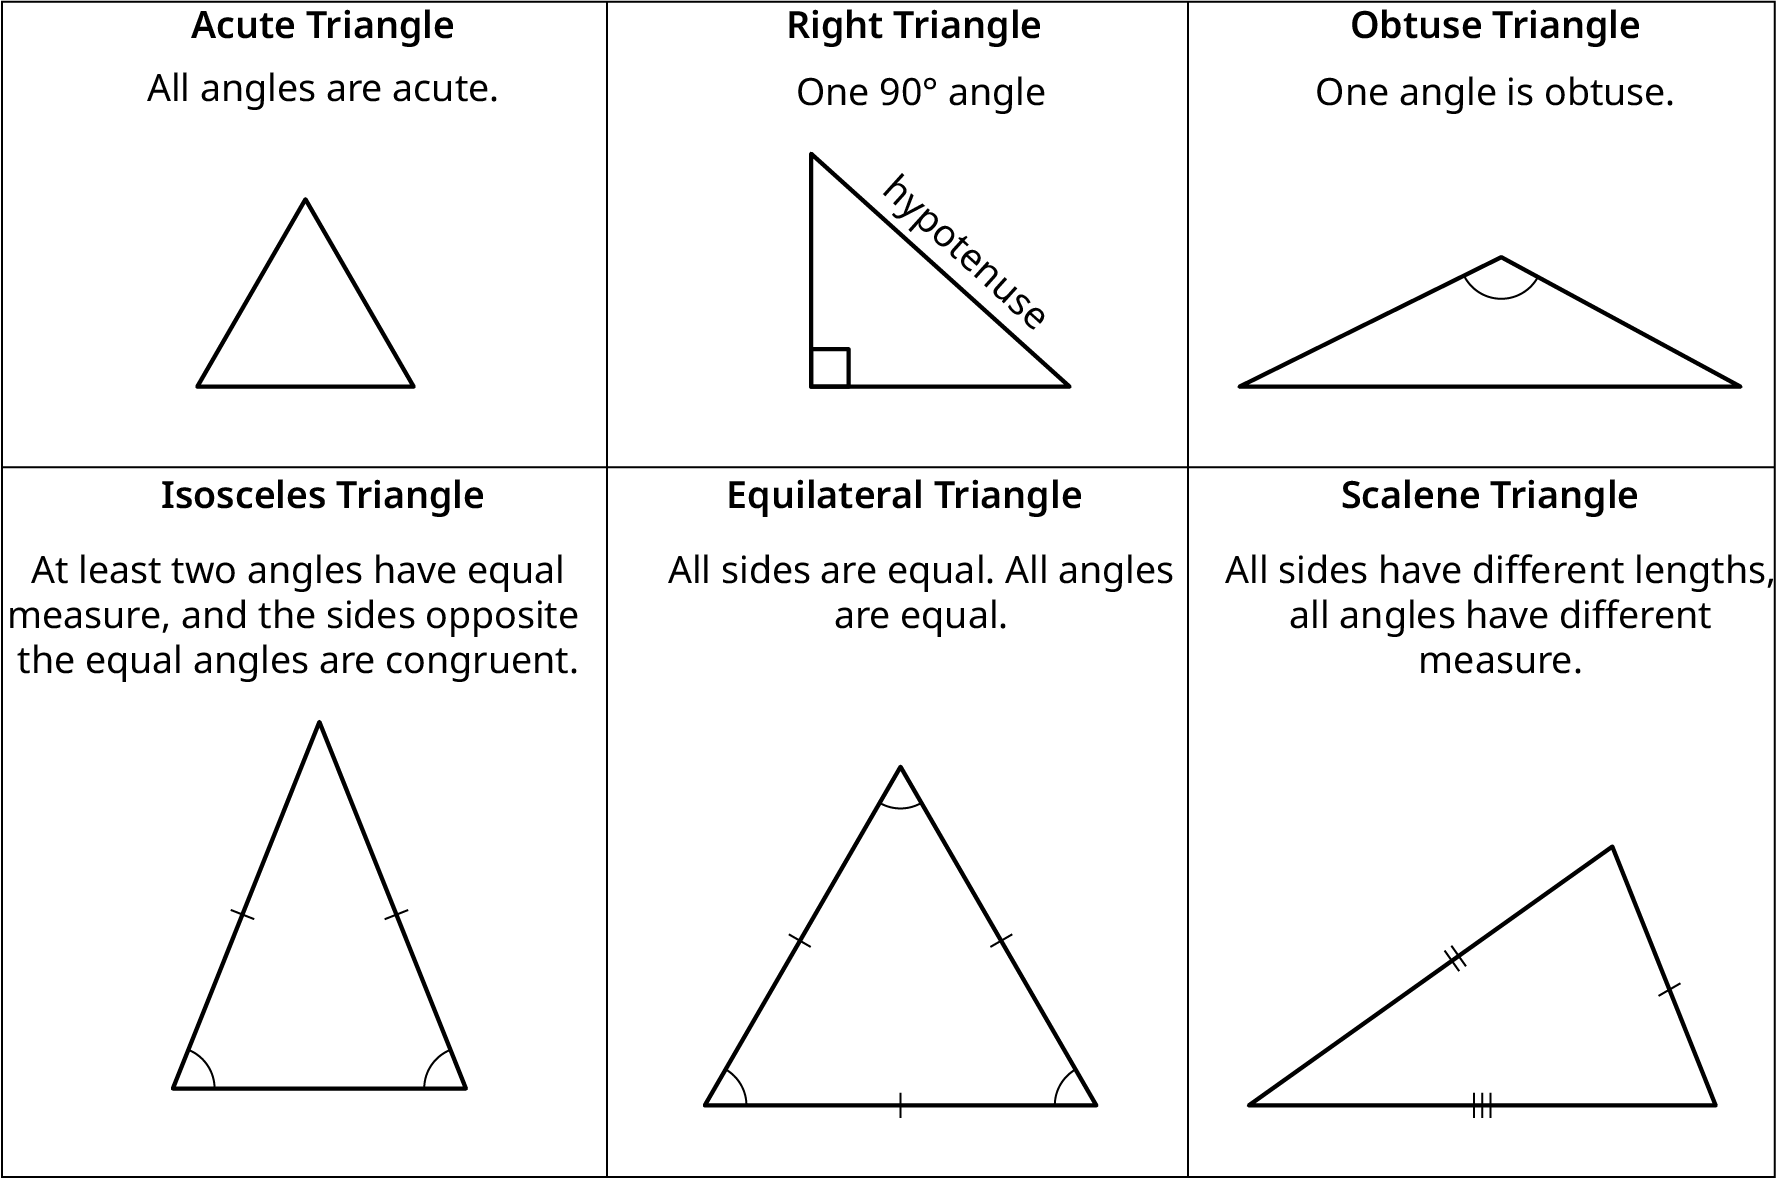 Acute Triangle
All angles are acute.
Right Triangle
One 90° angle
hypotenuse
Obtuse Triangle
One angle is obtuse.
Isosceles Triangle
At least two angles have equal
measure, and the sides opposite
the equal angles are congruent.
Equilateral Triangle
All sides are equal. All angles
are equal.
Scalene Triangle
All sides have different lengths,
all angles have different
measure.